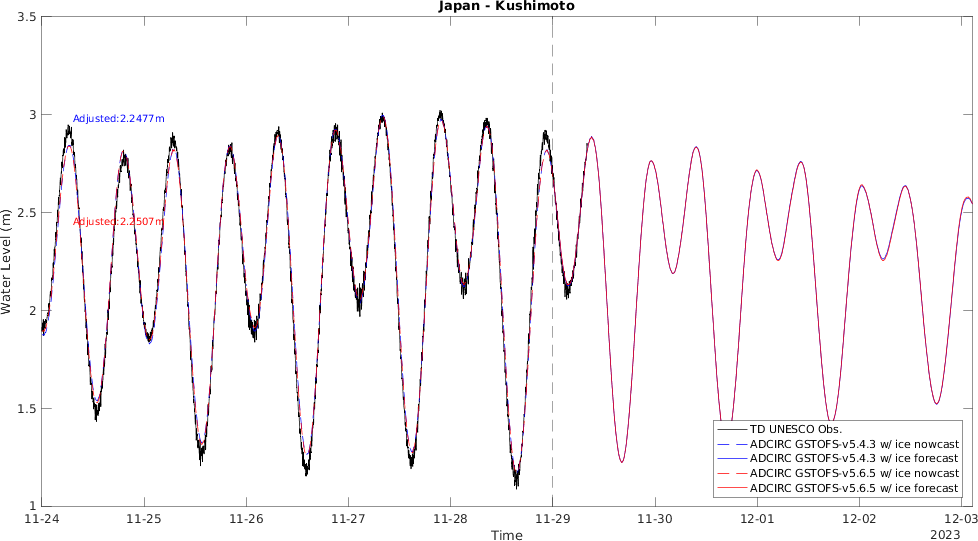 Japan - Kushimoto
3.5
3
2.5
2
1.5
1
Water Level (m)
Adjusted:2.2477m
Adjusted:2.2507m
TD UNESCO Obs.
ADCIRC GSTOFS-v5.4.3 w/ ice nowcast
ADCIRC GSTOFS-v5.4.3 w/ ice forecast
ADCIRC GSTOFS-v5.6.5 w/ ice nowcast
ADCIRC GSTOFS-v5.6.5 w/ ice forecast
11-24 11-25 11-26 11-27 11-28 11-29 11-30 12-01 12-02 12-03
Time
2023